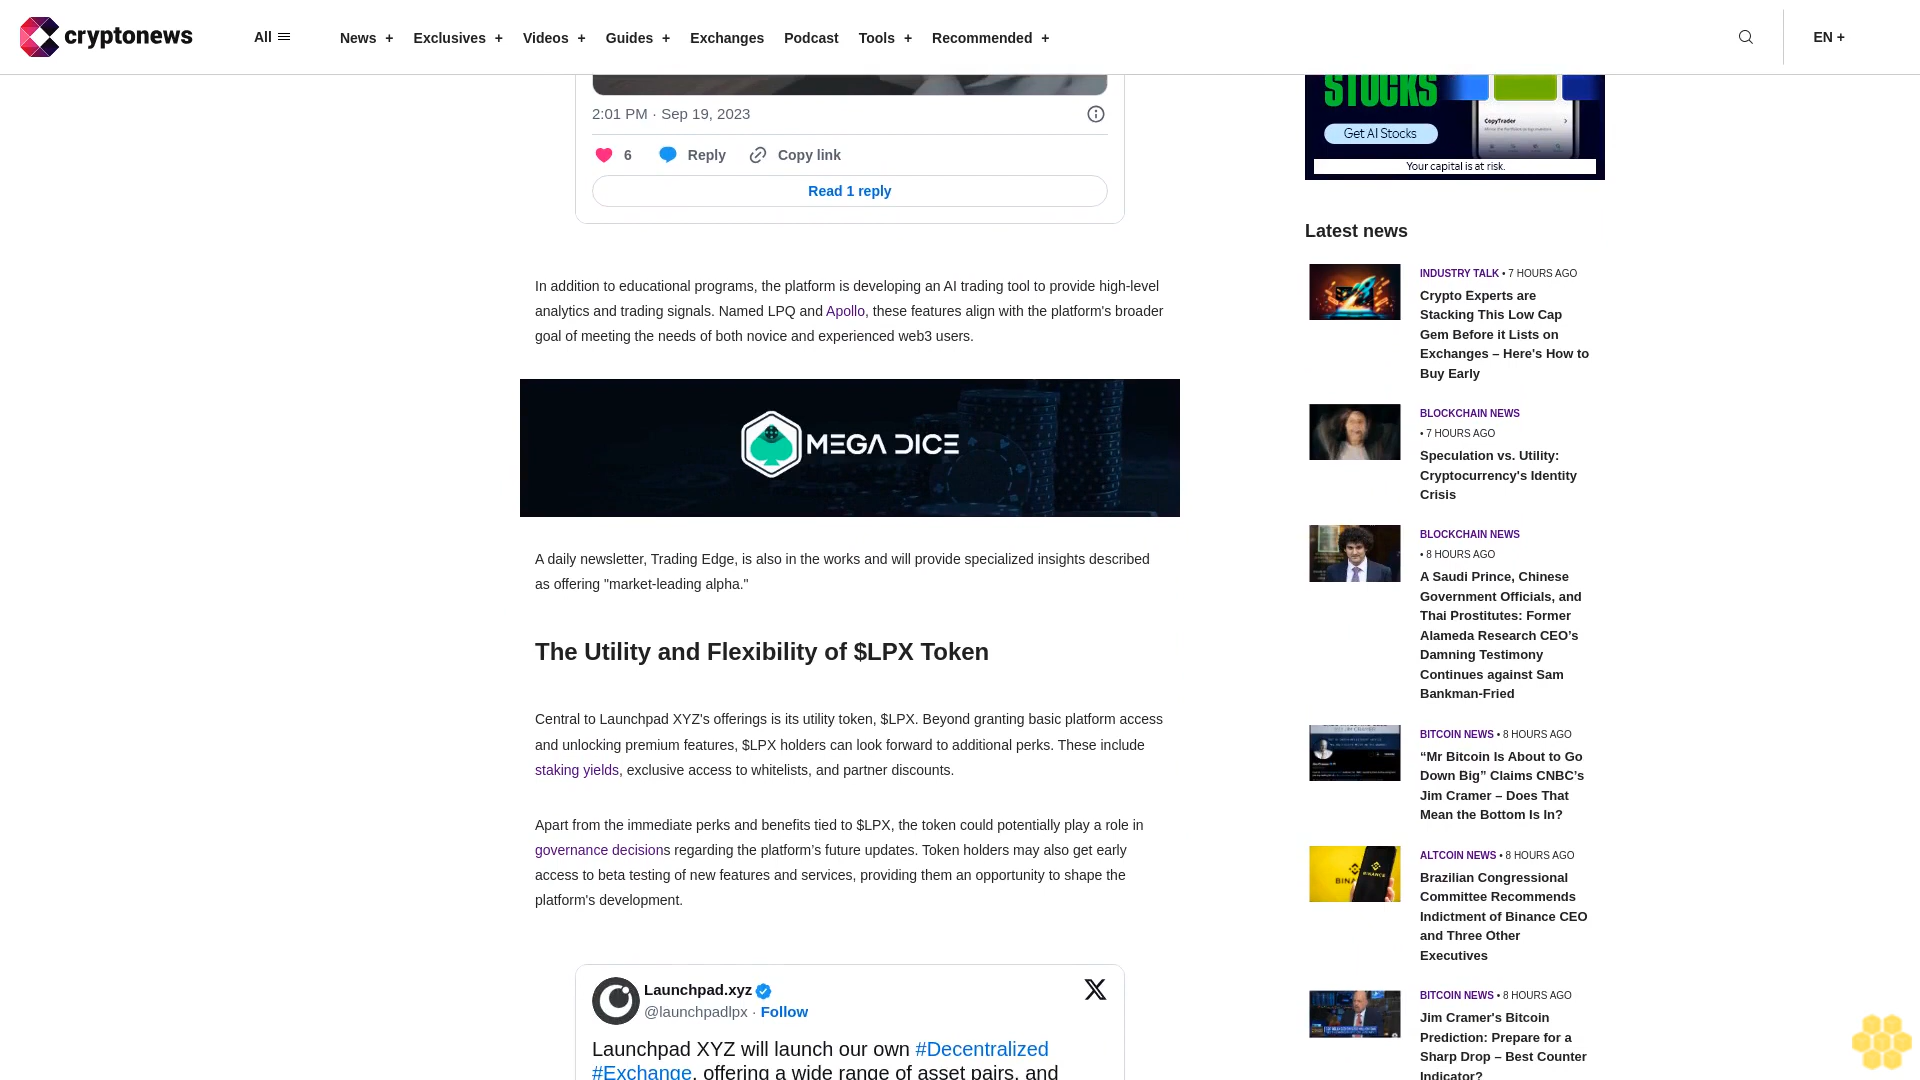 cryptonews
All
News +
Exclusives +
Videos +
Guides +
Exchanges
Podcast
Tools +
Recommended +
EN +
2:01 PM · Sep 19, 2023
6
Reply
Copy link
Read 1 reply
In addition to educational programs, the platform is developing an AI trading tool to provide high-level
analytics and trading signals. Named LPQ and Apollo, these features align with the platform's broader
goal of meeting the needs of both novice and experienced web3 users.
MEGA DICE
A daily newsletter, Trading Edge, is also in the works and will provide specialized insights described
as offering "market-leading alpha."
The Utility and Flexibility of $LPX Token
Central to Launchpad XYZ's offerings is its utility token, $LPX. Beyond granting basic platform access
and unlocking premium features, $LPX holders can look forward to additional perks. These include
staking yields, exclusive access to whitelists, and partner discounts.
Apart from the immediate perks and benefits tied to $LPX, the token could potentially play a role in
governance decisions regarding the platform’s future updates. Token holders may also get early
access to beta testing of new features and services, providing them an opportunity to shape the
platform's development.
Launchpad.xyz
@launchpadlpx · Follow
Launchpad XYZ will launch our own #Decentralized
#Exchange, offering a wide range of asset pairs, and
STOCKS
CopyTrader
Get AI Stocks
Your capital is at risk.
Latest news
INDUSTRY TALK • 7 HOURS AGO
Crypto Experts are
Stacking This Low Cap
Gem Before it Lists on
Exchanges – Here's How to
Buy Early
BLOCKCHAIN NEWS
• 7 HOURS AGO
Speculation vs. Utility:
Cryptocurrency's Identity
Crisis
BLOCKCHAIN NEWS
• 8 HOURS AGO
A Saudi Prince, Chinese
Government Officials, and
Thai Prostitutes: Former
Alameda Research CEO’s
Damning Testimony
Continues against Sam
Bankman-Fried
BITCOIN NEWS • 8 HOURS AGO
“Mr Bitcoin Is About to Go
Down Big” Claims CNBC’s
Jim Cramer – Does That
Mean the Bottom Is In?
ALTCOIN NEWS • 8 HOURS AGO
Brazilian Congressional
Committee Recommends
Indictment of Binance CEO
and Three Other
Executives
BITCOIN NEWS • 8 HOURS AGO
Jim Cramer's Bitcoin
Prediction: Prepare for a
Sharp Drop – Best Counter
Indicator?